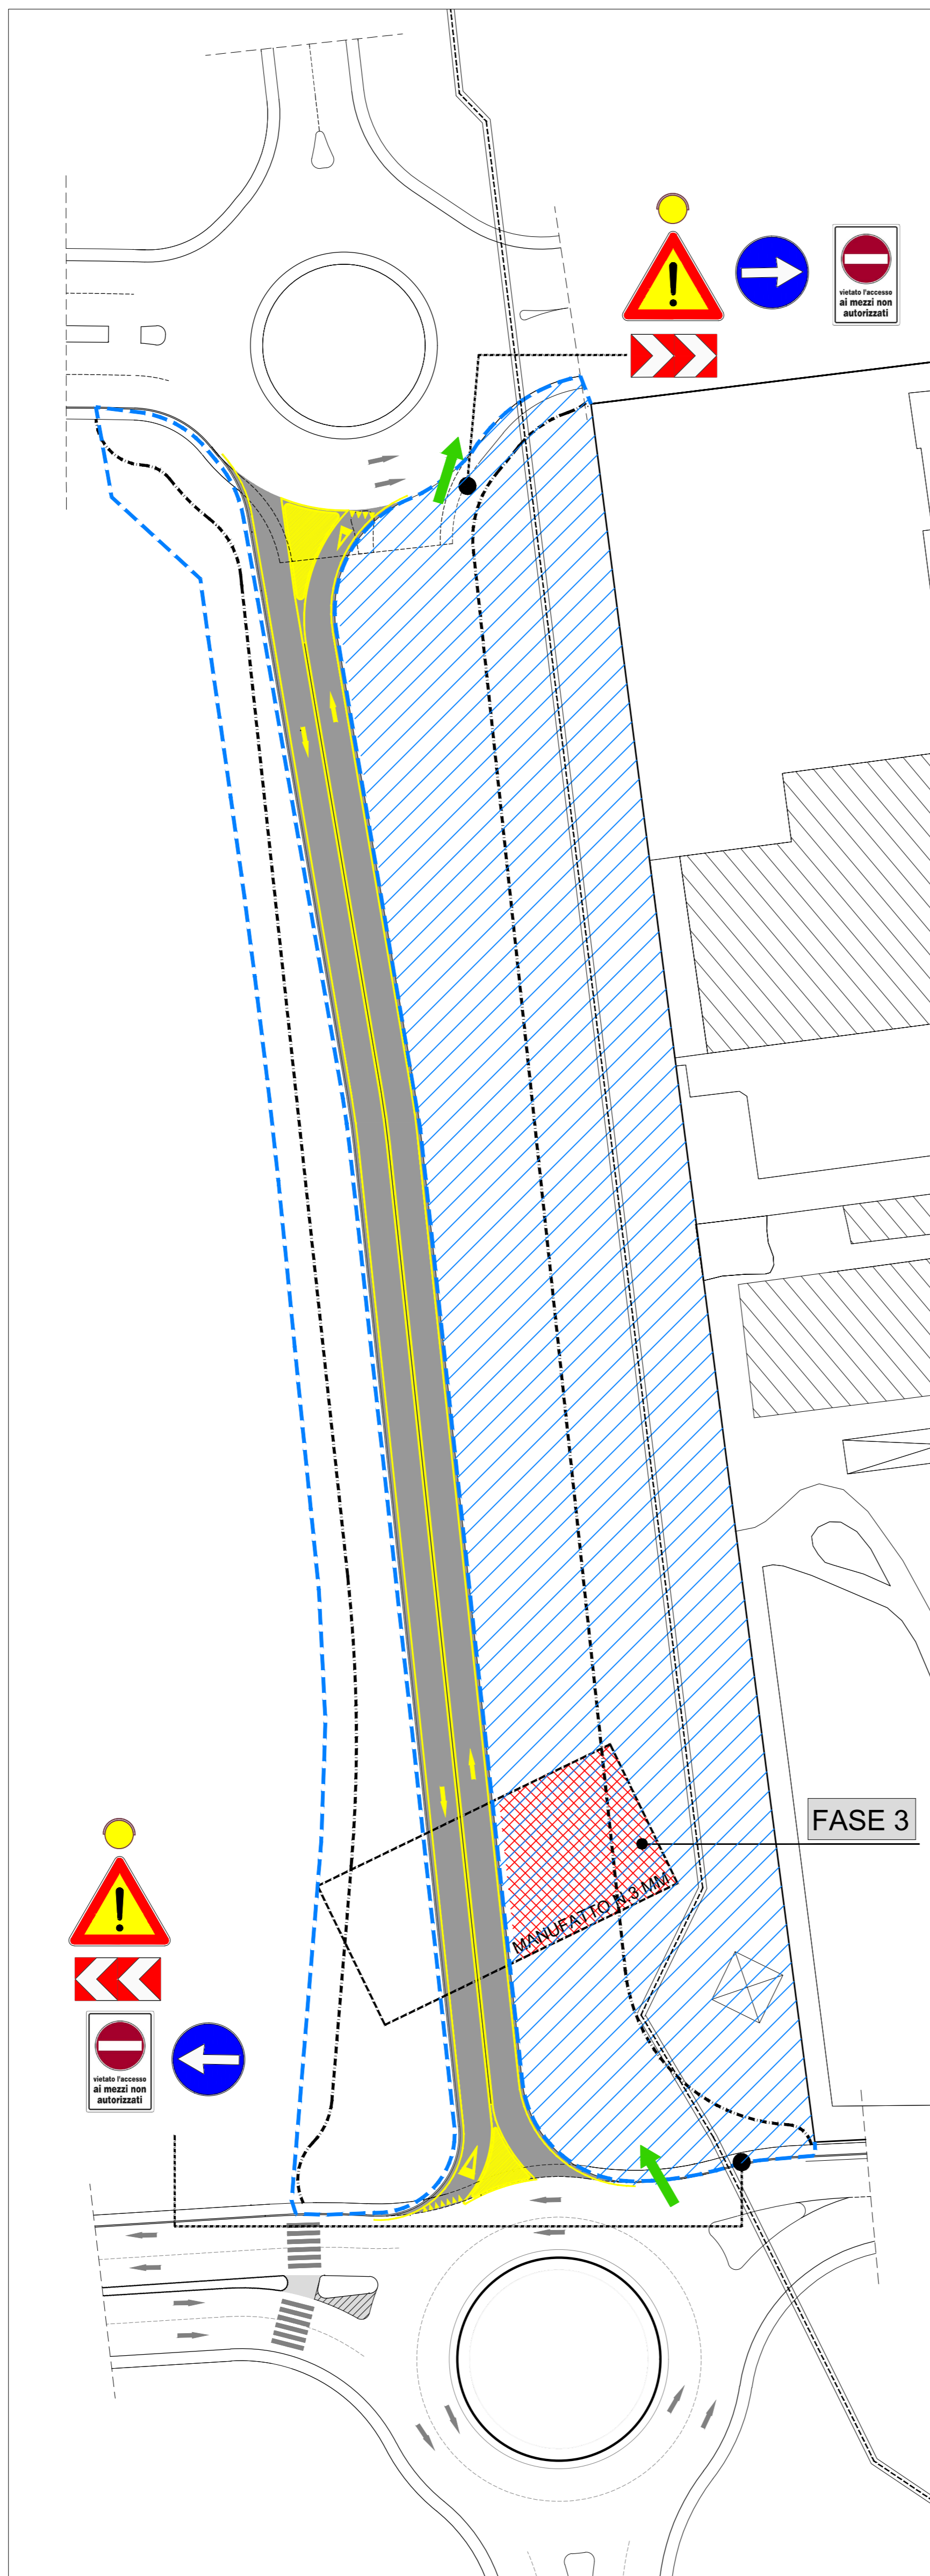 vietato l'accesso
ai mezzi non
autorizzati
FASE 3
MANUFATTO N.3 MM
vietato l'accesso
ai mezzi non
autorizzati